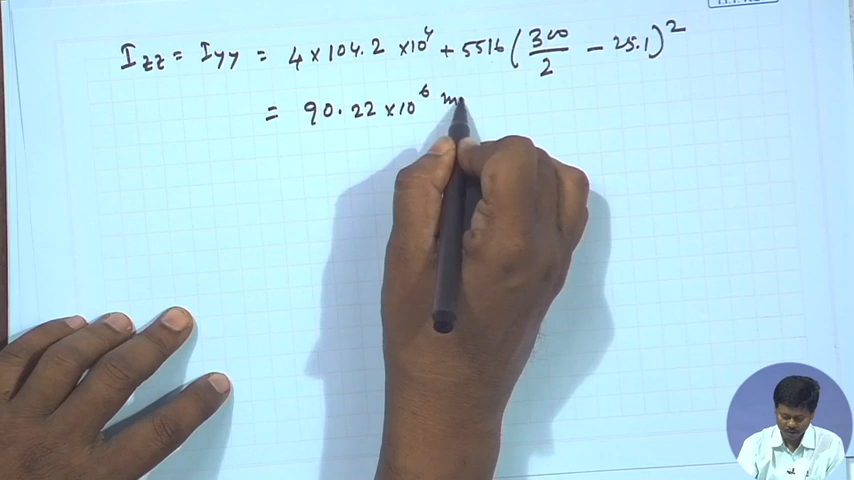 Izz = Iyy = 4 × 104.2 × 10⁴ + 5516 (300/2 - 25.1)²
= 90.22 × 10⁶ m